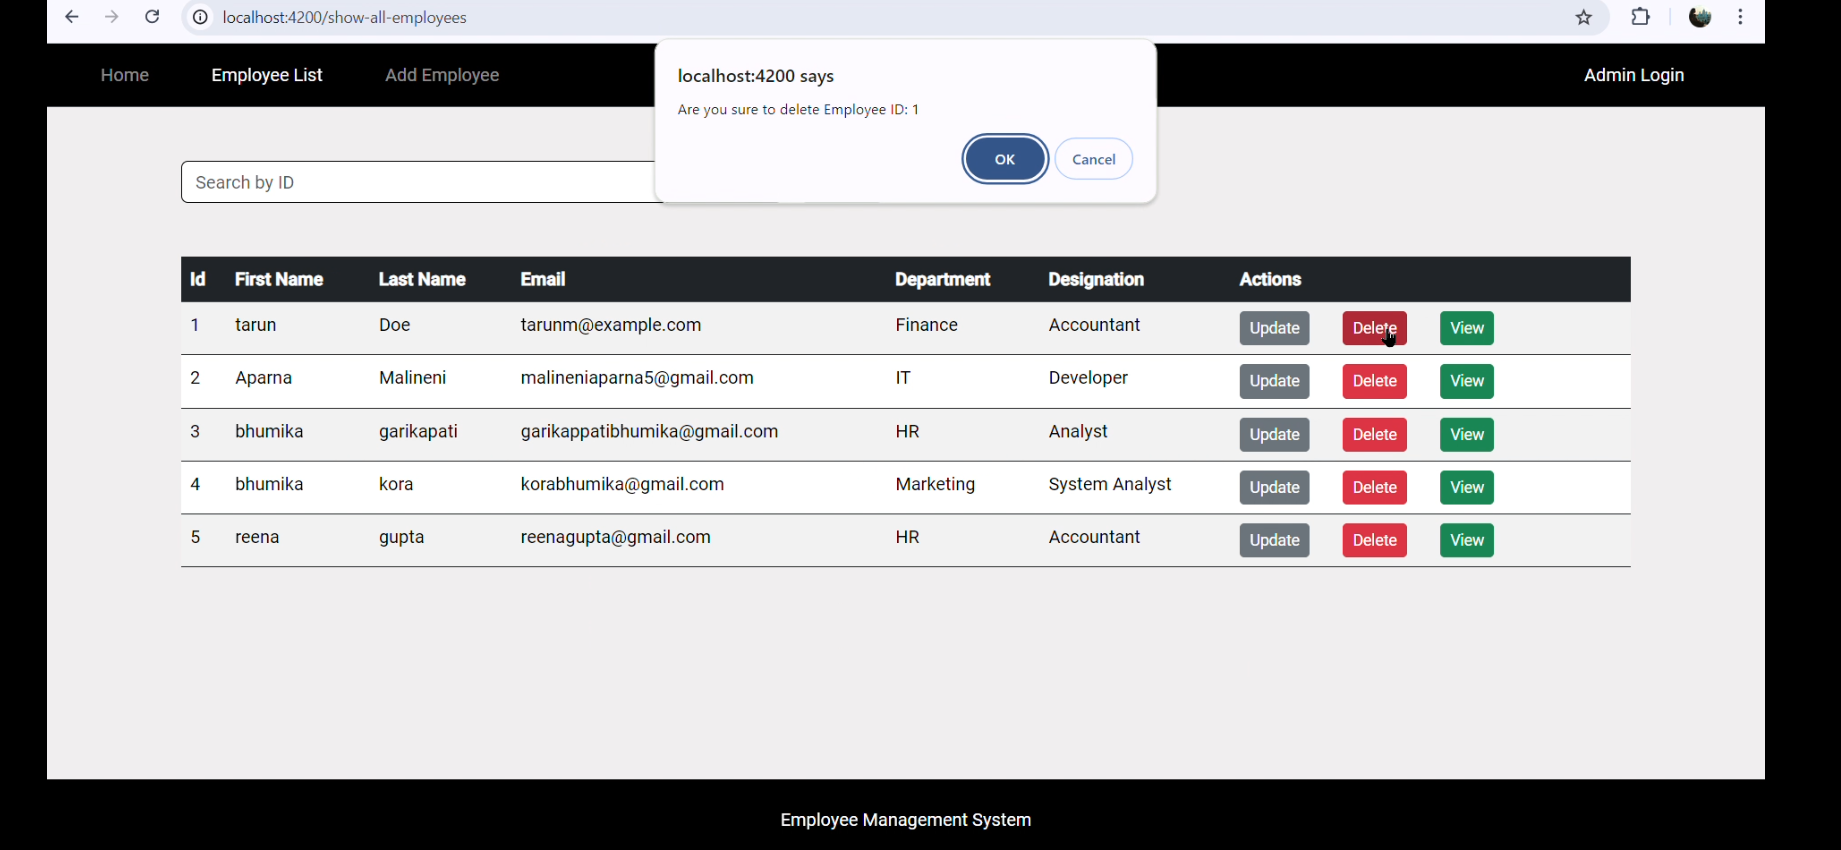 localhost:4200/show-all-employees
Home Employee List Add Employee Admin Login
localhost:4200 says
Are you sure to delete Employee ID: 1
OK Cancel
Search by ID
Id First Name Last Name Email Department Designation Actions
1 tarun Doe tarunm@example.com Finance Accountant Update Delete View
2 Aparna Malineni malineniaparna5@gmail.com IT Developer Update Delete View
3 bhumika garikapati garikappatibhumika@gmail.com HR Analyst Update Delete View
4 bhumika kora korabhumika@gmail.com Marketing System Analyst Update Delete View
5 reena gupta reenagupta@gmail.com HR Accountant Update Delete View
Employee Management System